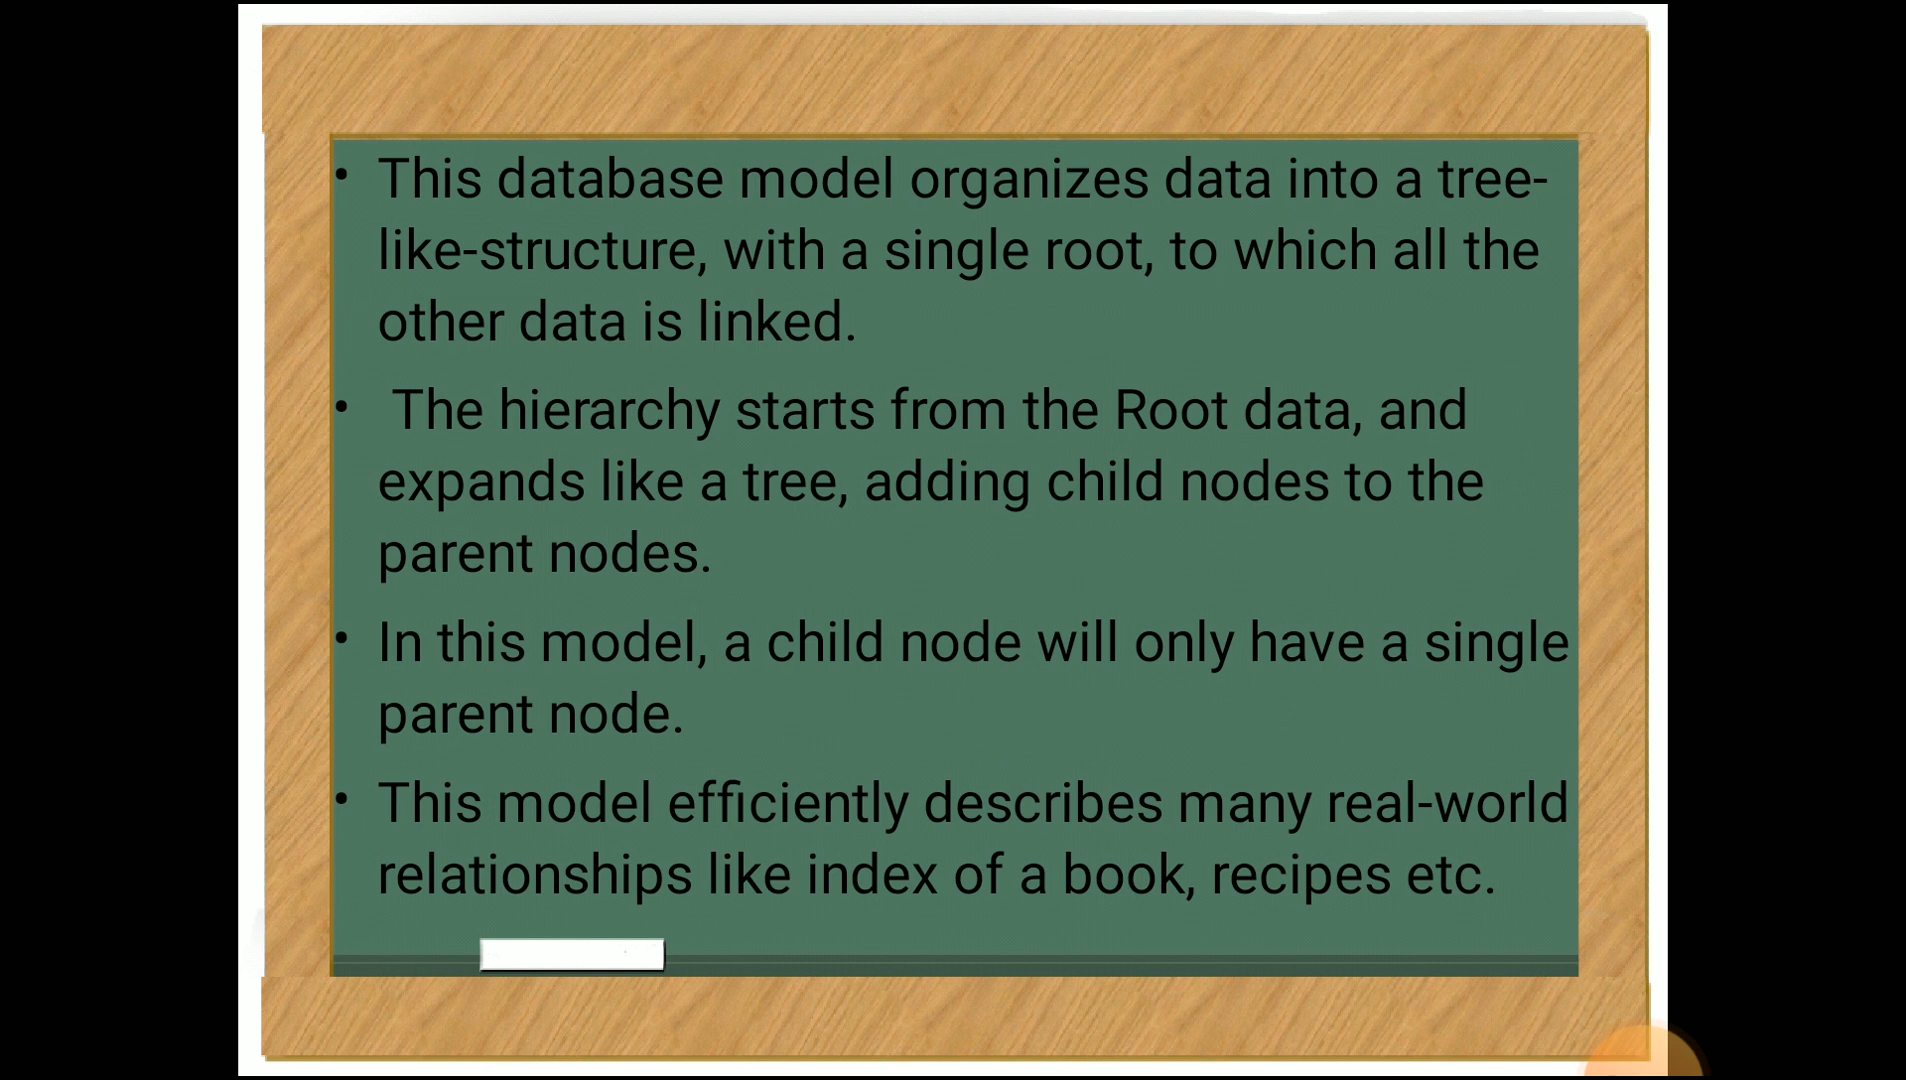 • This database model organizes data into a tree-
like-structure, with a single root, to which all the
other data is linked.
• The hierarchy starts from the Root data, and
expands like a tree, adding child nodes to the
parent nodes.
• In this model, a child node will only have a single
parent node.
• This model efficiently describes many real-world
relationships like index of a book, recipes etc.